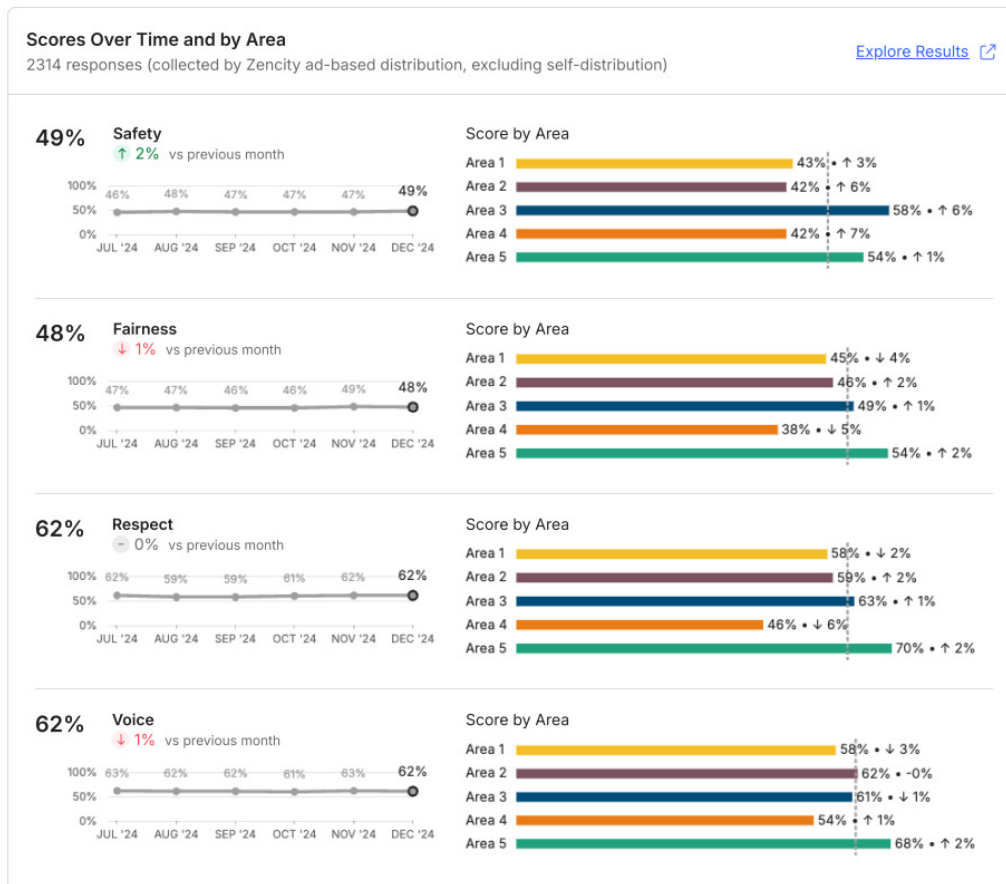 Scores Over Time and by Area
2314 responses (collected by Zencity ad-based distribution, excluding self-distribution)
Explore Results
49% Safety
↑ 2% vs previous month
100% 50% 0%
46% 48% 47% 47% 47% 49%
JUL '24 AUG '24 SEP '24 OCT '24 NOV '24 DEC '24
Score by Area
Area 1 43% • ↑ 3%
Area 2 42% • ↑ 6%
Area 3 58% • ↑ 6%
Area 4 42% • ↑ 7%
Area 5 54% • ↑ 1%
48% Fairness
↓ 1% vs previous month
100% 50% 0%
47% 47% 46% 46% 49% 48%
JUL '24 AUG '24 SEP '24 OCT '24 NOV '24 DEC '24
Score by Area
Area 1 45% • ↓ 4%
Area 2 46% • ↑ 2%
Area 3 49% • ↑ 1%
Area 4 38% • ↓ 5%
Area 5 54% • ↑ 2%
62% Respect
- 0% vs previous month
100% 50% 0%
62% 59% 59% 61% 62% 62%
JUL '24 AUG '24 SEP '24 OCT '24 NOV '24 DEC '24
Score by Area
Area 1 58% • ↓ 2%
Area 2 59% • ↑ 2%
Area 3 63% • ↑ 1%
Area 4 46% • ↓ 6%
Area 5 70% • ↑ 2%
62% Voice
↓ 1% vs previous month
100% 50% 0%
63% 62% 62% 61% 63% 62%
JUL '24 AUG '24 SEP '24 OCT '24 NOV '24 DEC '24
Score by Area
Area 1 58% • ↓ 3%
Area 2 62% • -0%
Area 3 61% • ↓ 1%
Area 4 54% • ↑ 1%
Area 5 68% • ↑ 2%